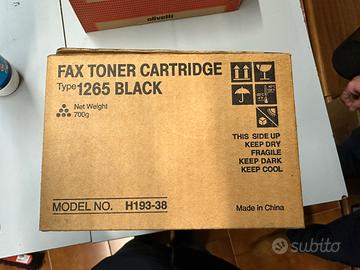 olivetti
FAX TONER CARTRIDGE
Type 1265 BLACK
Net Weight
700g
THIS SIDE UP
KEEP DRY
FRAGILE
KEEP DARK
KEEP COOL
MODEL NO. H193-38
Made in China
subito